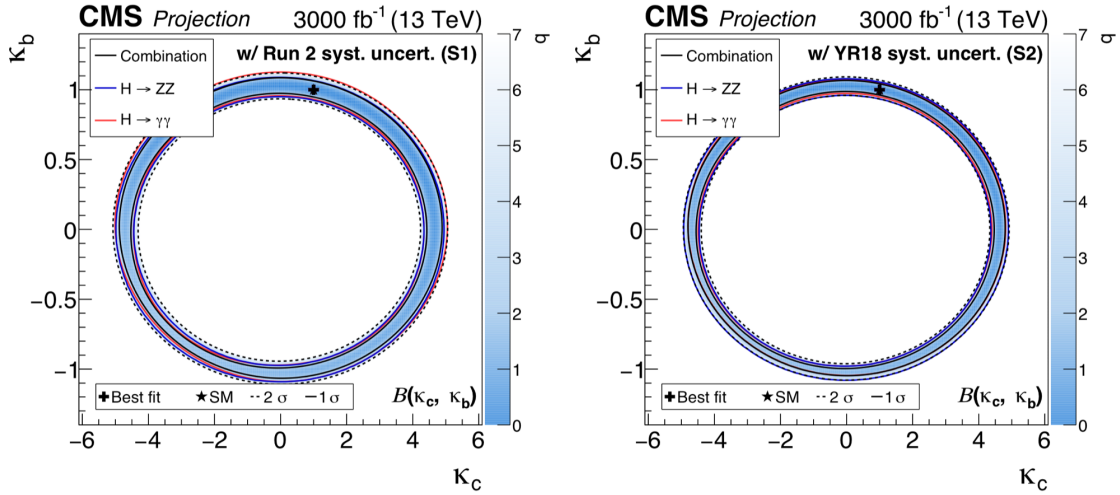 CMS Projection 3000 fb⁻¹ (13 TeV)
κb
w/ Run 2 syst. uncert. (S1)
Combination
H → ZZ
H → γγ
1
0.5
0
−0.5
−1
Best fit ★SM 2 σ 1 σ
B(κc, κb)
−6 −4 −2 0 2 4 6
κc
q
7
6
5
4
3
2
1
0
CMS Projection 3000 fb⁻¹ (13 TeV)
κb
w/ YR18 syst. uncert. (S2)
Combination
H → ZZ
H → γγ
1
0.5
0
−0.5
−1
Best fit ★SM 2 σ 1 σ
B(κc, κb)
−6 −4 −2 0 2 4 6
κc
q
7
6
5
4
3
2
1
0